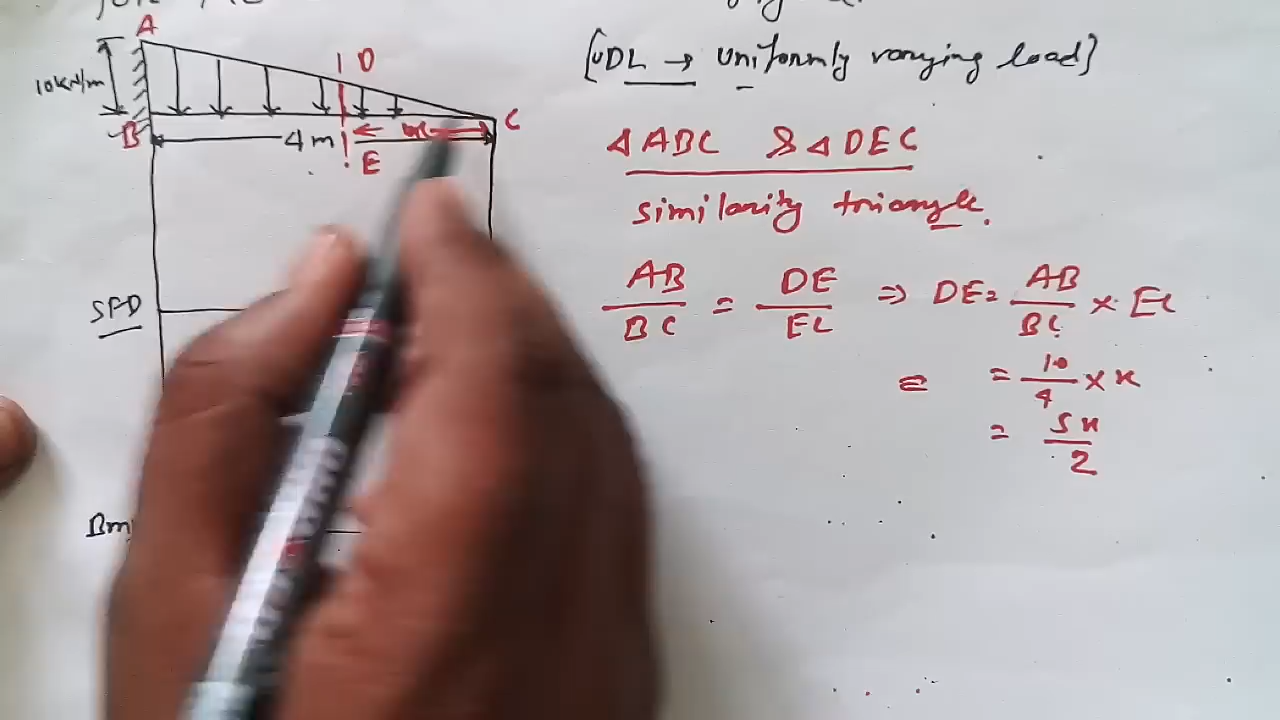 A
10kN/m
D
B
4m
E
C
SFD
Bm
[UDL → Uniformly varying load]
△ABC & △DEC
similarity triangle.
AB/BC = DE/EC ⇒ DE = AB/BC × EC
= = 10/4 × x
= 5x/2